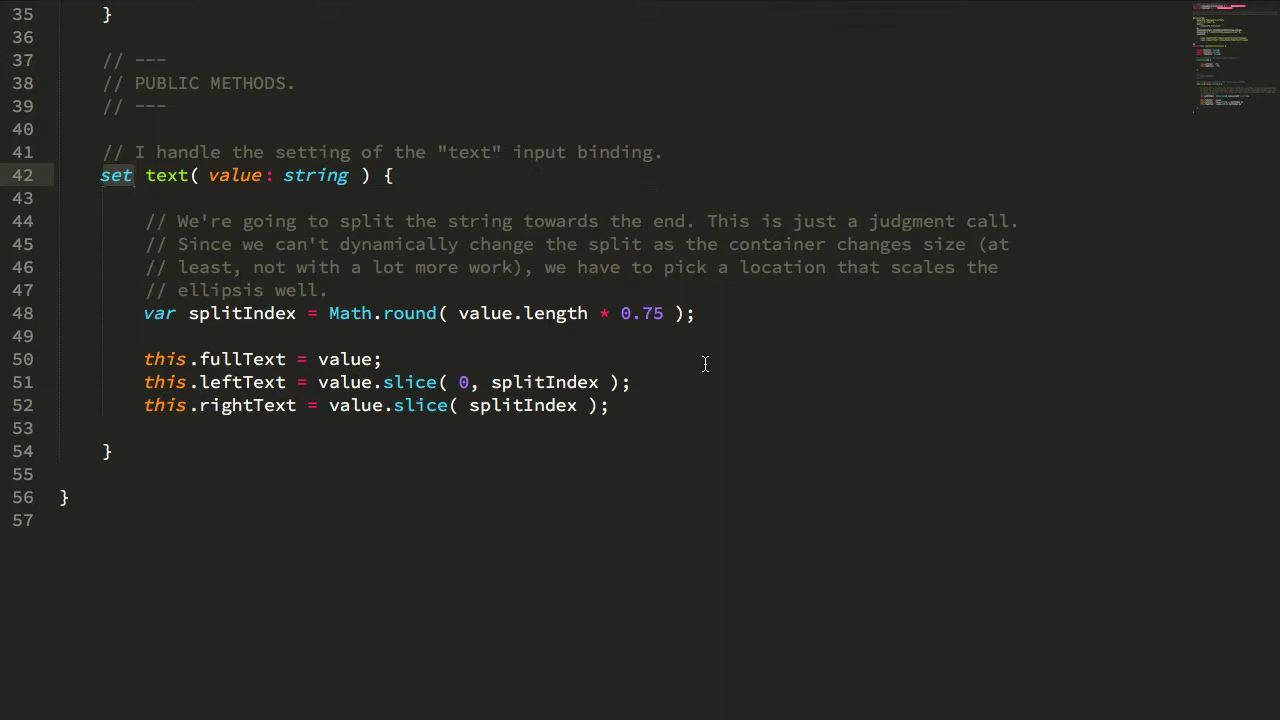 35 }
36
37 // ---
38 // PUBLIC METHODS.
39 // ---
40
41 // I handle the setting of the "text" input binding.
42 set text( value: string ) {
43
44 // We're going to split the string towards the end. This is just a judgment call.
45 // Since we can't dynamically change the split as the container changes size (at
46 // least, not with a lot more work), we have to pick a location that scales the
47 // ellipsis well.
48 var splitIndex = Math.round( value.length * 0.75 );
49
50 this.fullText = value;
51 this.leftText = value.slice( 0, splitIndex );
52 this.rightText = value.slice( splitIndex );
53
54 }
55
56 }
57